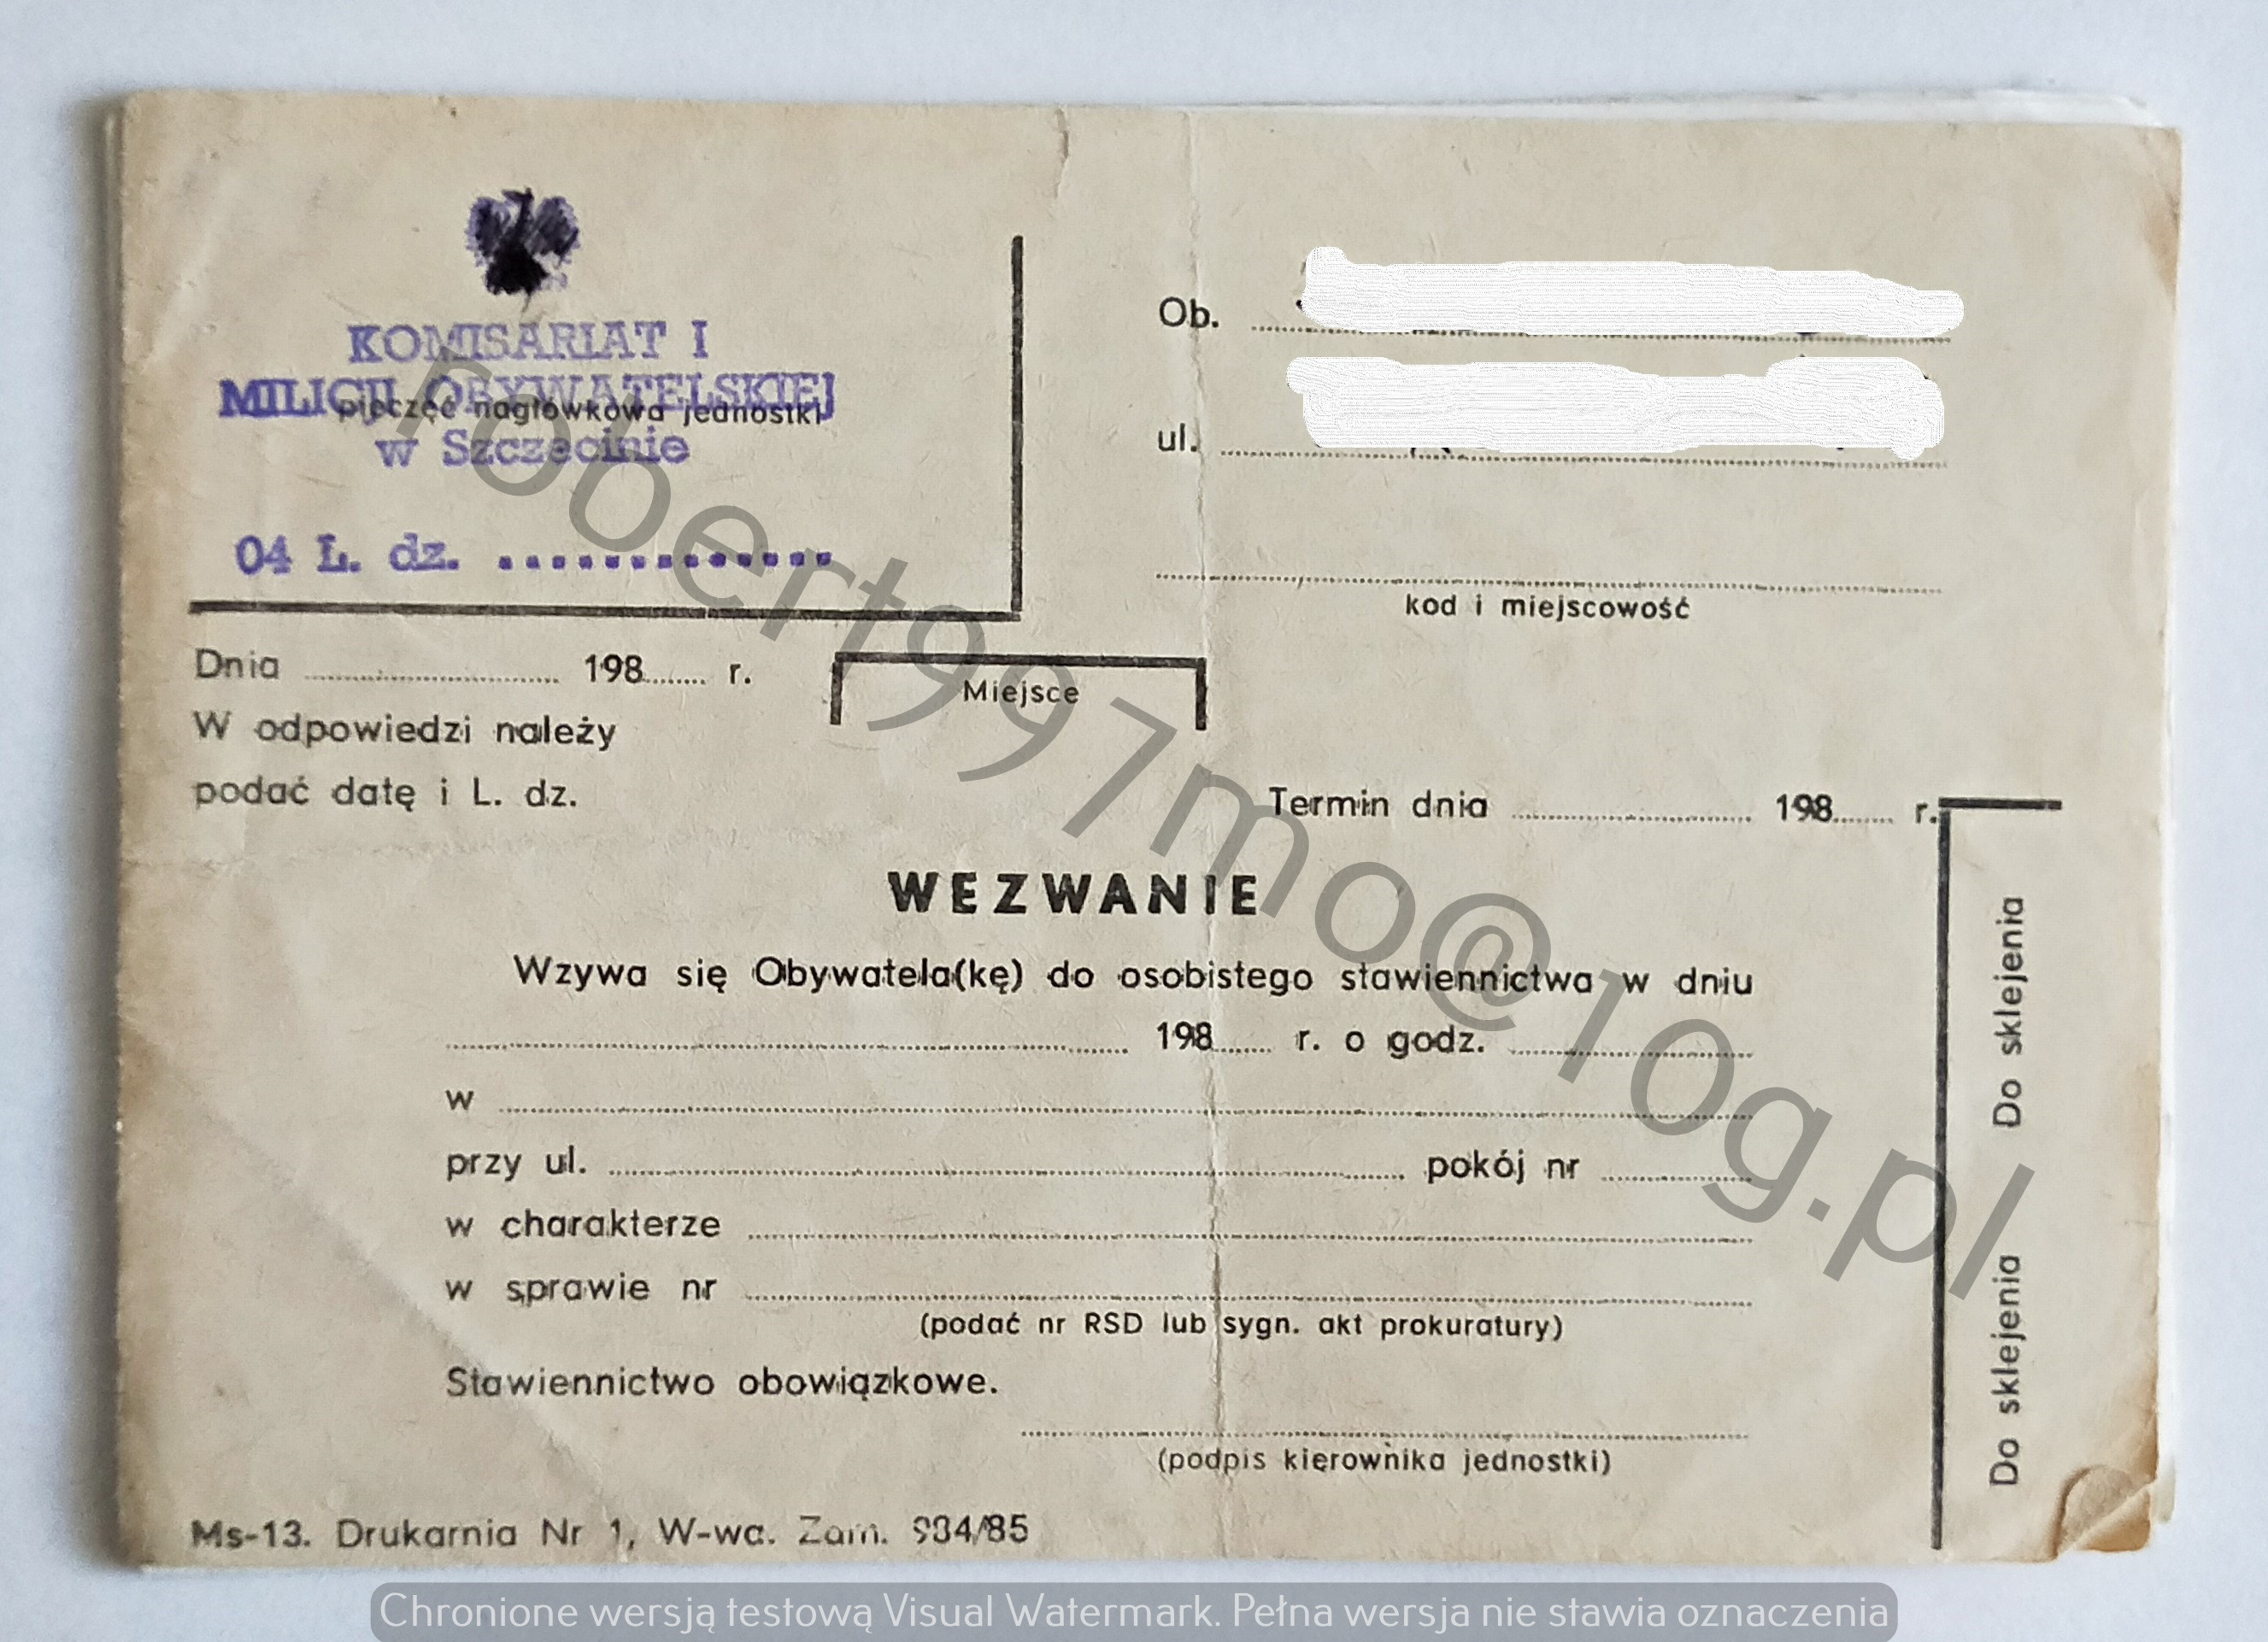 KOMISARIAT I
MILICJI OBYWATELSKIEJ
pieczęć nagłówkowa jednostki
w Szczecinie
04 L. dz. ..............
Ob. ....................
ul. ....................
....................
kod i miejscowość
Dnia .................... 198....... r.
W odpowiedzi należy
podać datę i L. dz.
Miejsce
Termin dnia .................... 198....... r.
WEZWANIE
Wzywa się Obywatela(kę) do osobistego stawiennictwa w dniu
.................... 198....... r. o godz. ....................
w ....................
przy ul. .................... pokój nr ....................
w charakterze ....................
w sprawie nr ....................
(podać nr RSD lub sygn. akt prokuratury)
Stawiennictwo obowiązkowe.
....................
(podpis kierownika jednostki)
Do sklejenia Do sklejenia
Ms-13. Drukarnia Nr 1, W-wa. Zam. 984/85
robert997mo@1og.pl
Chronione wersją testową Visual Watermark. Pełna wersja nie stawia oznaczenia